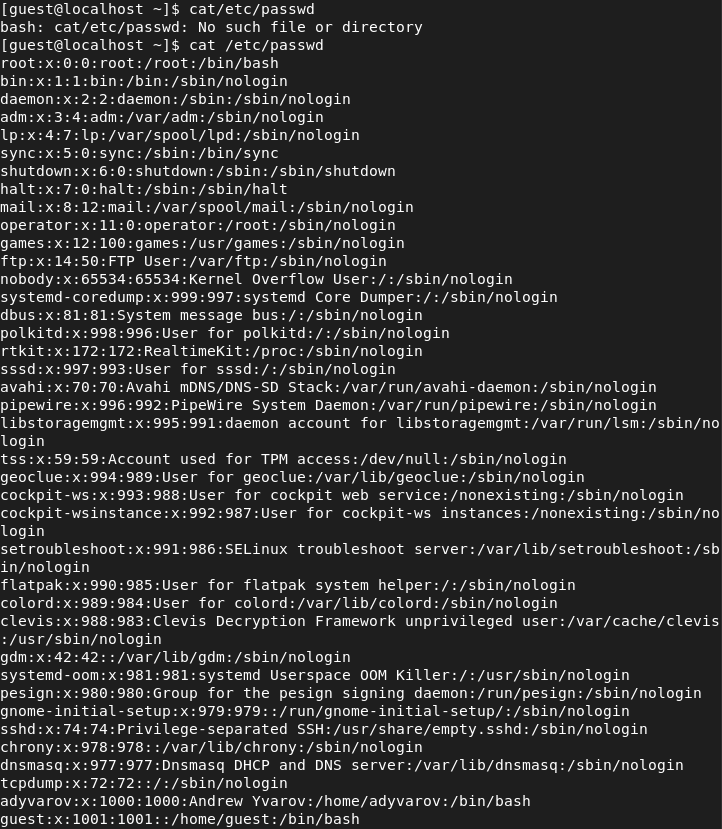 [guest@localhost ~]$ cat/etc/passwd
bash: cat/etc/passwd: No such file or directory
[guest@localhost ~]$ cat /etc/passwd
root:x:0:0:root:/root:/bin/bash
bin:x:1:1:bin:/bin:/sbin/nologin
daemon:x:2:2:daemon:/sbin:/sbin/nologin
adm:x:3:4:adm:/var/adm:/sbin/nologin
lp:x:4:7:lp:/var/spool/lpd:/sbin/nologin
sync:x:5:0:sync:/sbin:/bin/sync
shutdown:x:6:0:shutdown:/sbin:/sbin/shutdown
halt:x:7:0:halt:/sbin:/sbin/halt
mail:x:8:12:mail:/var/spool/mail:/sbin/nologin
operator:x:11:0:operator:/root:/sbin/nologin
games:x:12:100:games:/usr/games:/sbin/nologin
ftp:x:14:50:FTP User:/var/ftp:/sbin/nologin
nobody:x:65534:65534:Kernel Overflow User:/:/sbin/nologin
systemd-coredump:x:999:997:systemd Core Dumper:/:/sbin/nologin
dbus:x:81:81:System message bus:/:/sbin/nologin
polkitd:x:998:996:User for polkitd:/:/sbin/nologin
rtkit:x:172:172:RealtimeKit:/proc:/sbin/nologin
sssd:x:997:993:User for sssd:/:/sbin/nologin
avahi:x:70:70:Avahi mDNS/DNS-SD Stack:/var/run/avahi-daemon:/sbin/nologin
pipewire:x:996:992:PipeWire System Daemon:/var/run/pipewire:/sbin/nologin
libstoragemgmt:x:995:991:daemon account for libstoragemgmt:/var/run/lsm:/sbin/no
login
tss:x:59:59:Account used for TPM access:/dev/null:/sbin/nologin
geoclue:x:994:989:User for geoclue:/var/lib/geoclue:/sbin/nologin
cockpit-ws:x:993:988:User for cockpit web service:/nonexisting:/sbin/nologin
cockpit-wsinstance:x:992:987:User for cockpit-ws instances:/nonexisting:/sbin/no
login
setroubleshoot:x:991:986:SELinux troubleshoot server:/var/lib/setroubleshoot:/sb
in/nologin
flatpak:x:990:985:User for flatpak system helper:/:/sbin/nologin
colord:x:989:984:User for colord:/var/lib/colord:/sbin/nologin
clevis:x:988:983:Clevis Decryption Framework unprivileged user:/var/cache/clevis
:/usr/sbin/nologin
gdm:x:42:42::/var/lib/gdm:/sbin/nologin
systemd-oom:x:981:981:systemd Userspace OOM Killer:/:/usr/sbin/nologin
pesign:x:980:980:Group for the pesign signing daemon:/run/pesign:/sbin/nologin
gnome-initial-setup:x:979:979::/run/gnome-initial-setup/:/sbin/nologin
sshd:x:74:74:Privilege-separated SSH:/usr/share/empty.sshd:/sbin/nologin
chrony:x:978:978::/var/lib/chrony:/sbin/nologin
dnsmasq:x:977:977:Dnsmasq DHCP and DNS server:/var/lib/dnsmasq:/sbin/nologin
tcpdump:x:72:72::/:/sbin/nologin
adyvarov:x:1000:1000:Andrew Yvarov:/home/adyvarov:/bin/bash
guest:x:1001:1001::/home/guest:/bin/bash